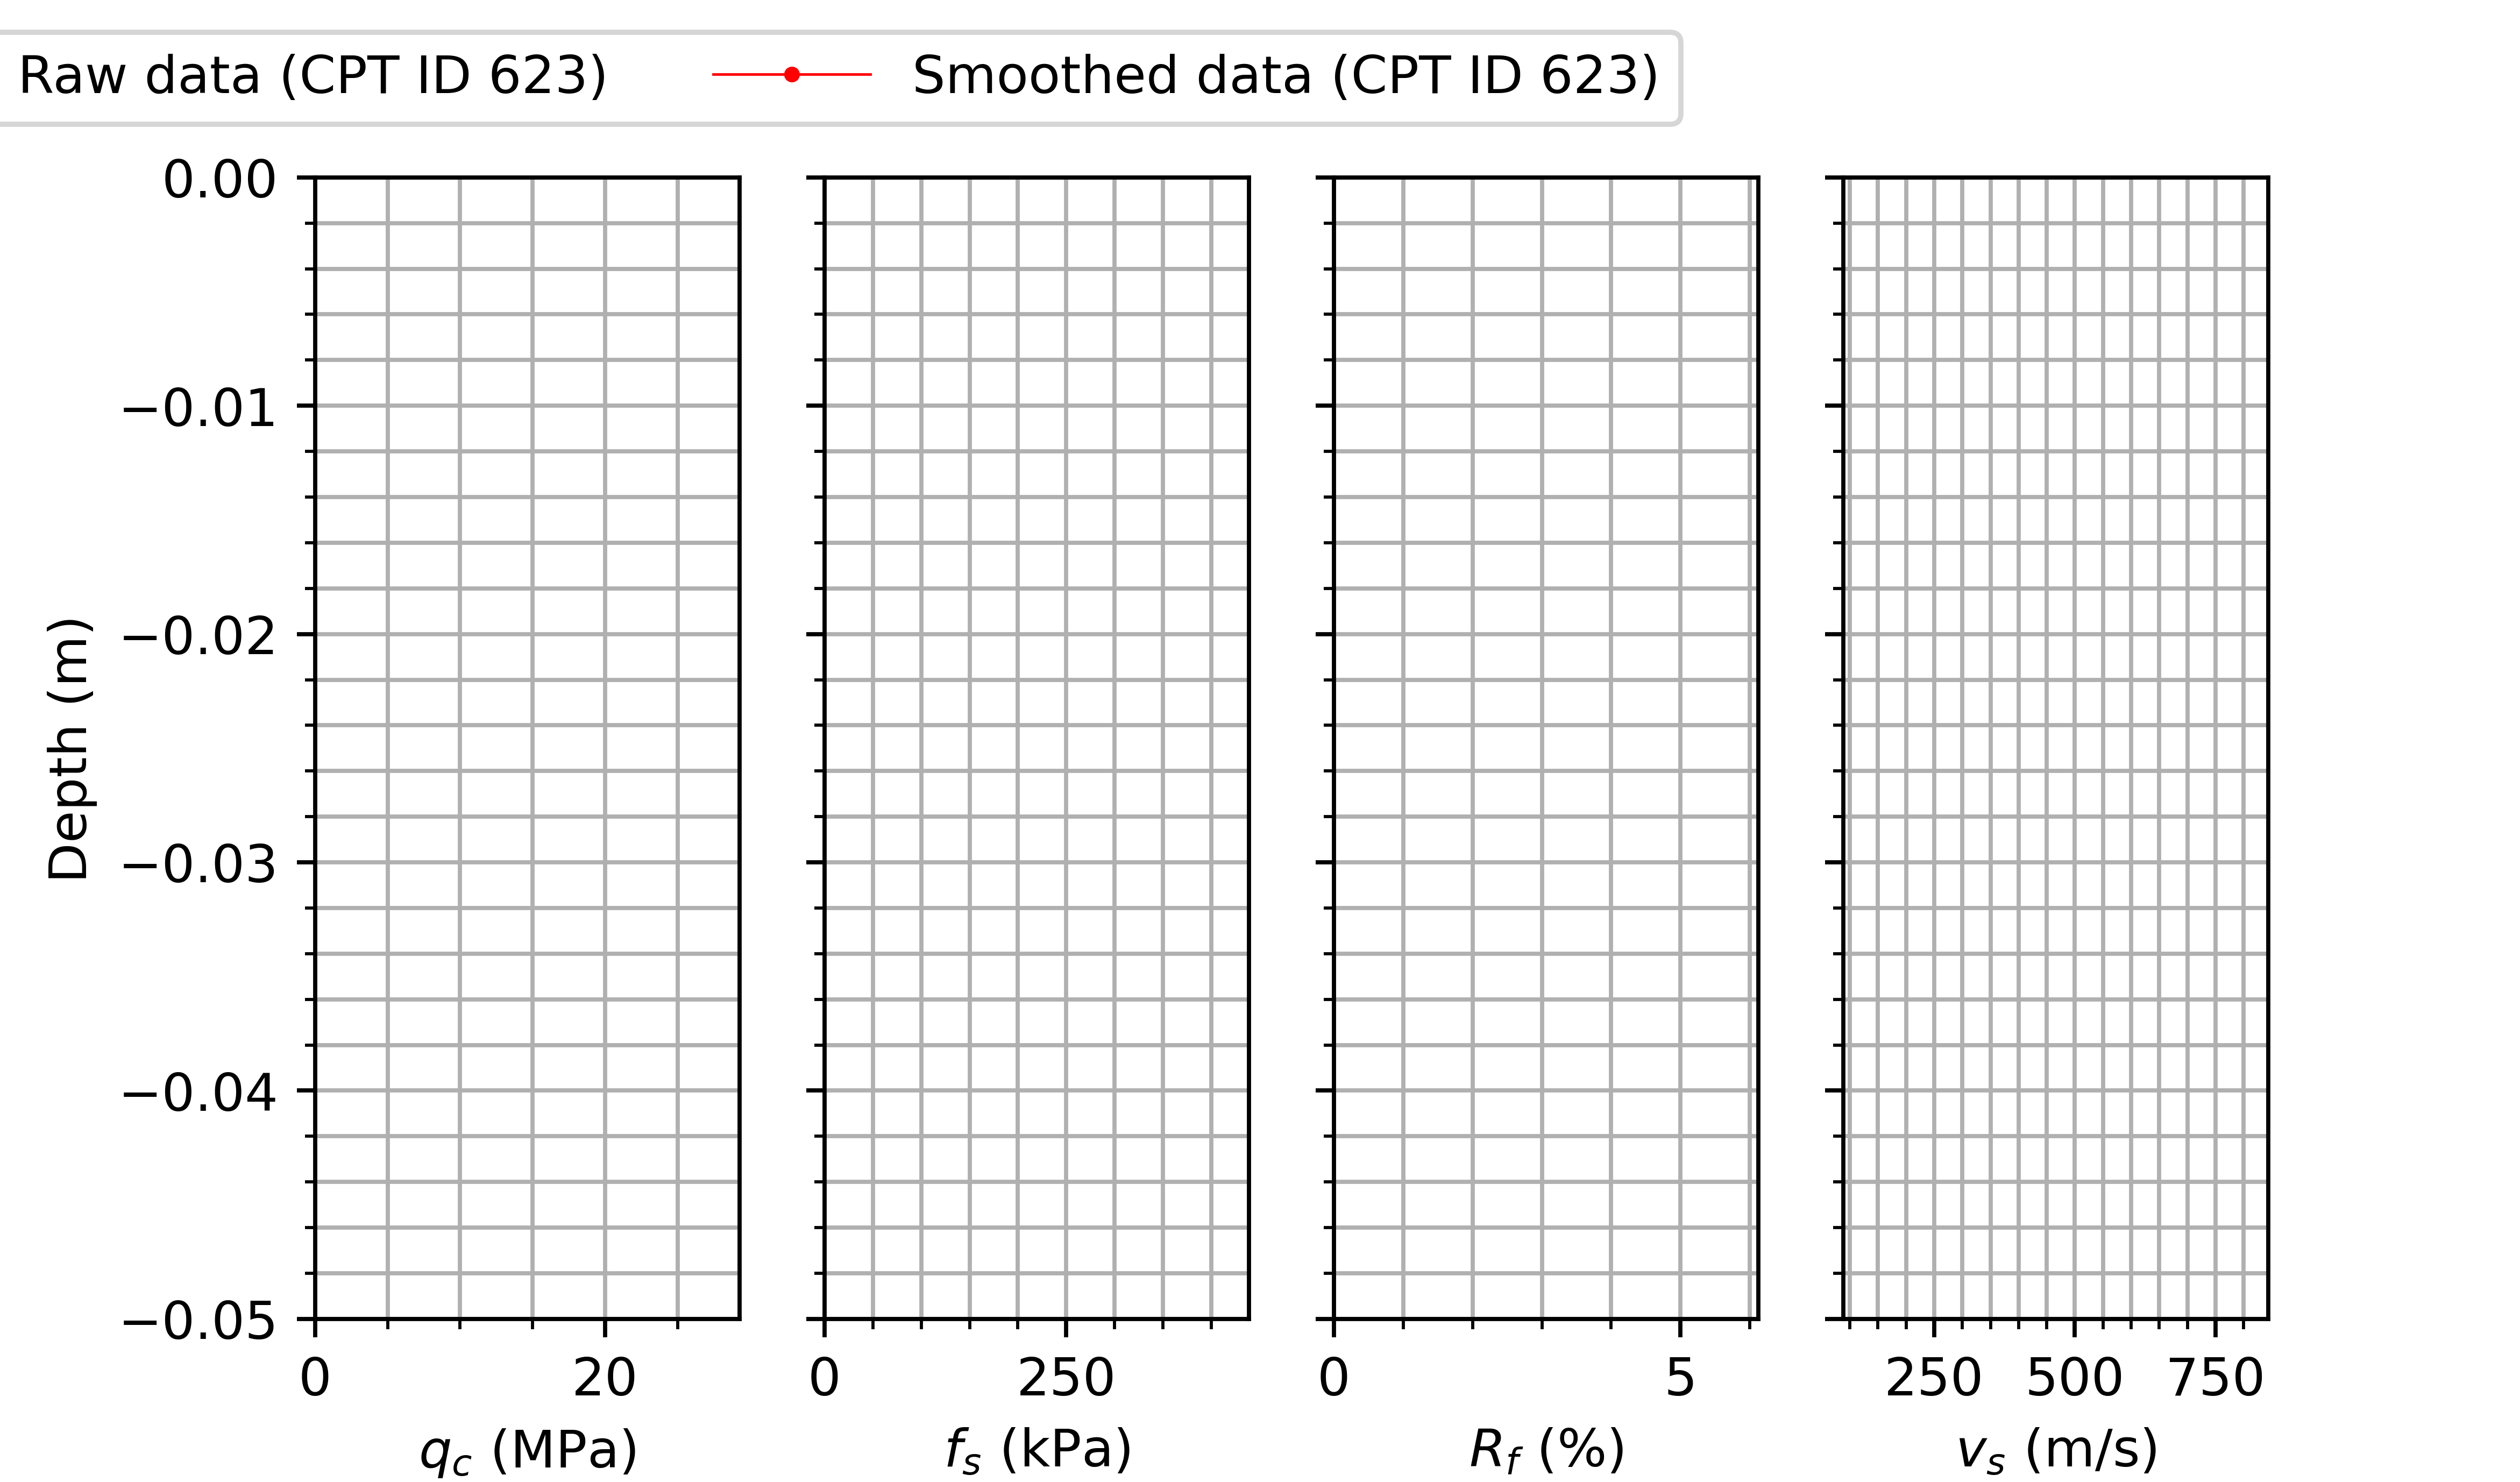 Raw data (CPT ID 623) Smoothed data (CPT ID 623)
0.00
−0.01
−0.02
−0.03
−0.04
−0.05
Depth (m)
0 20 0 250 0 5 250 500 750
q_c (MPa) f_s (kPa) R_f (%) v_s (m/s)